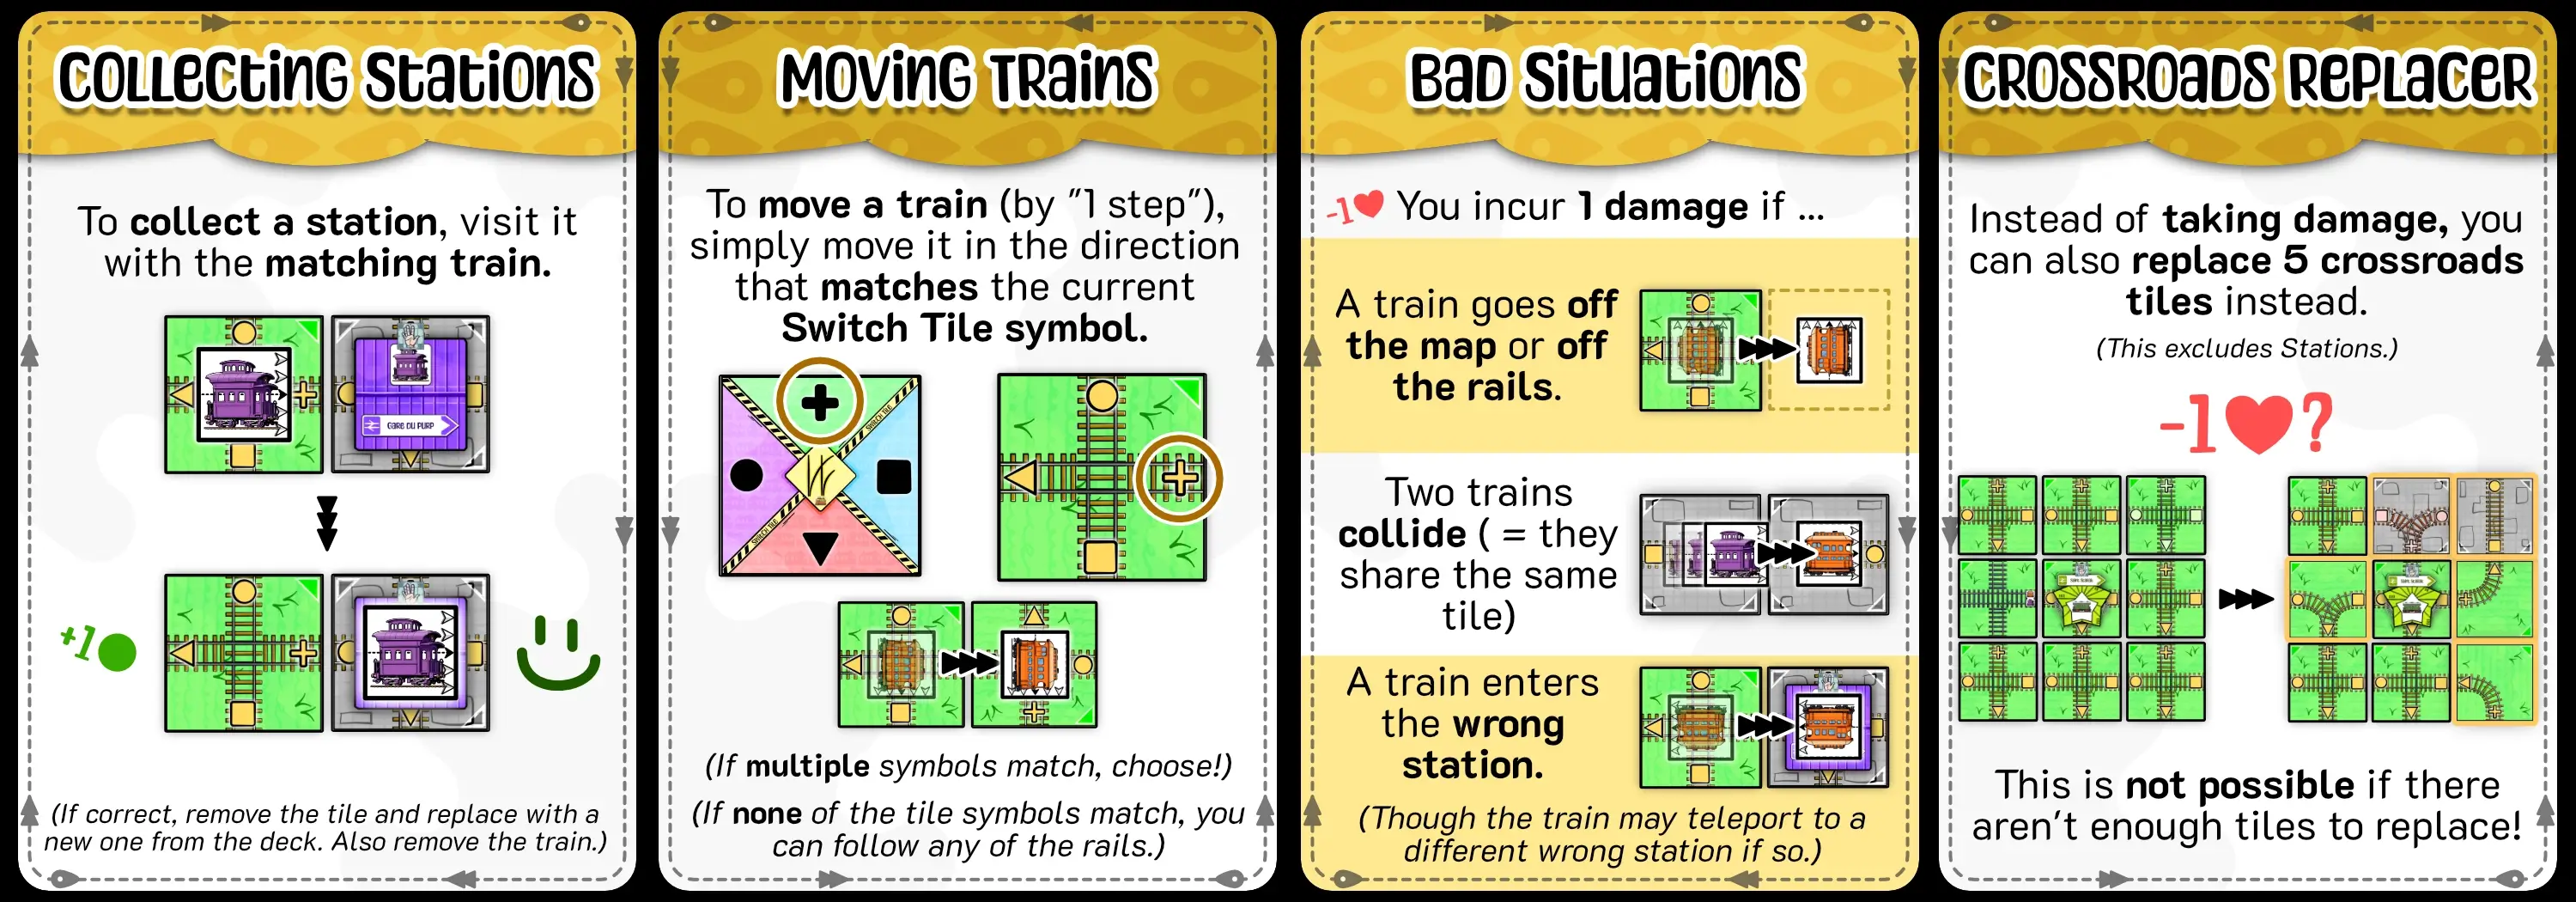 Collecting Stations
To collect a station, visit it
with the matching train.
GARE DU PURP
+1
(If correct, remove the tile and replace with a
new one from the deck. Also remove the train.)
Moving Trains
To move a train (by "1 step"),
simply move it in the direction
that matches the current
Switch Tile symbol.
SWITCH TILE
SWITCH TILE
(If multiple symbols match, choose!)
(If none of the tile symbols match, you
can follow any of the rails.)
Bad Situations
-1 You incur 1 damage if ...
A train goes off
the map or off
the rails.
Two trains
collide ( = they
share the same
tile)
A train enters
the wrong
station.
(Though the train may teleport to a
different wrong station if so.)
Crossroads Replacer
Instead of taking damage, you
can also replace 5 crossroads
tiles instead.
(This excludes Stations.)
-1 ?
This is not possible if there
aren't enough tiles to replace!